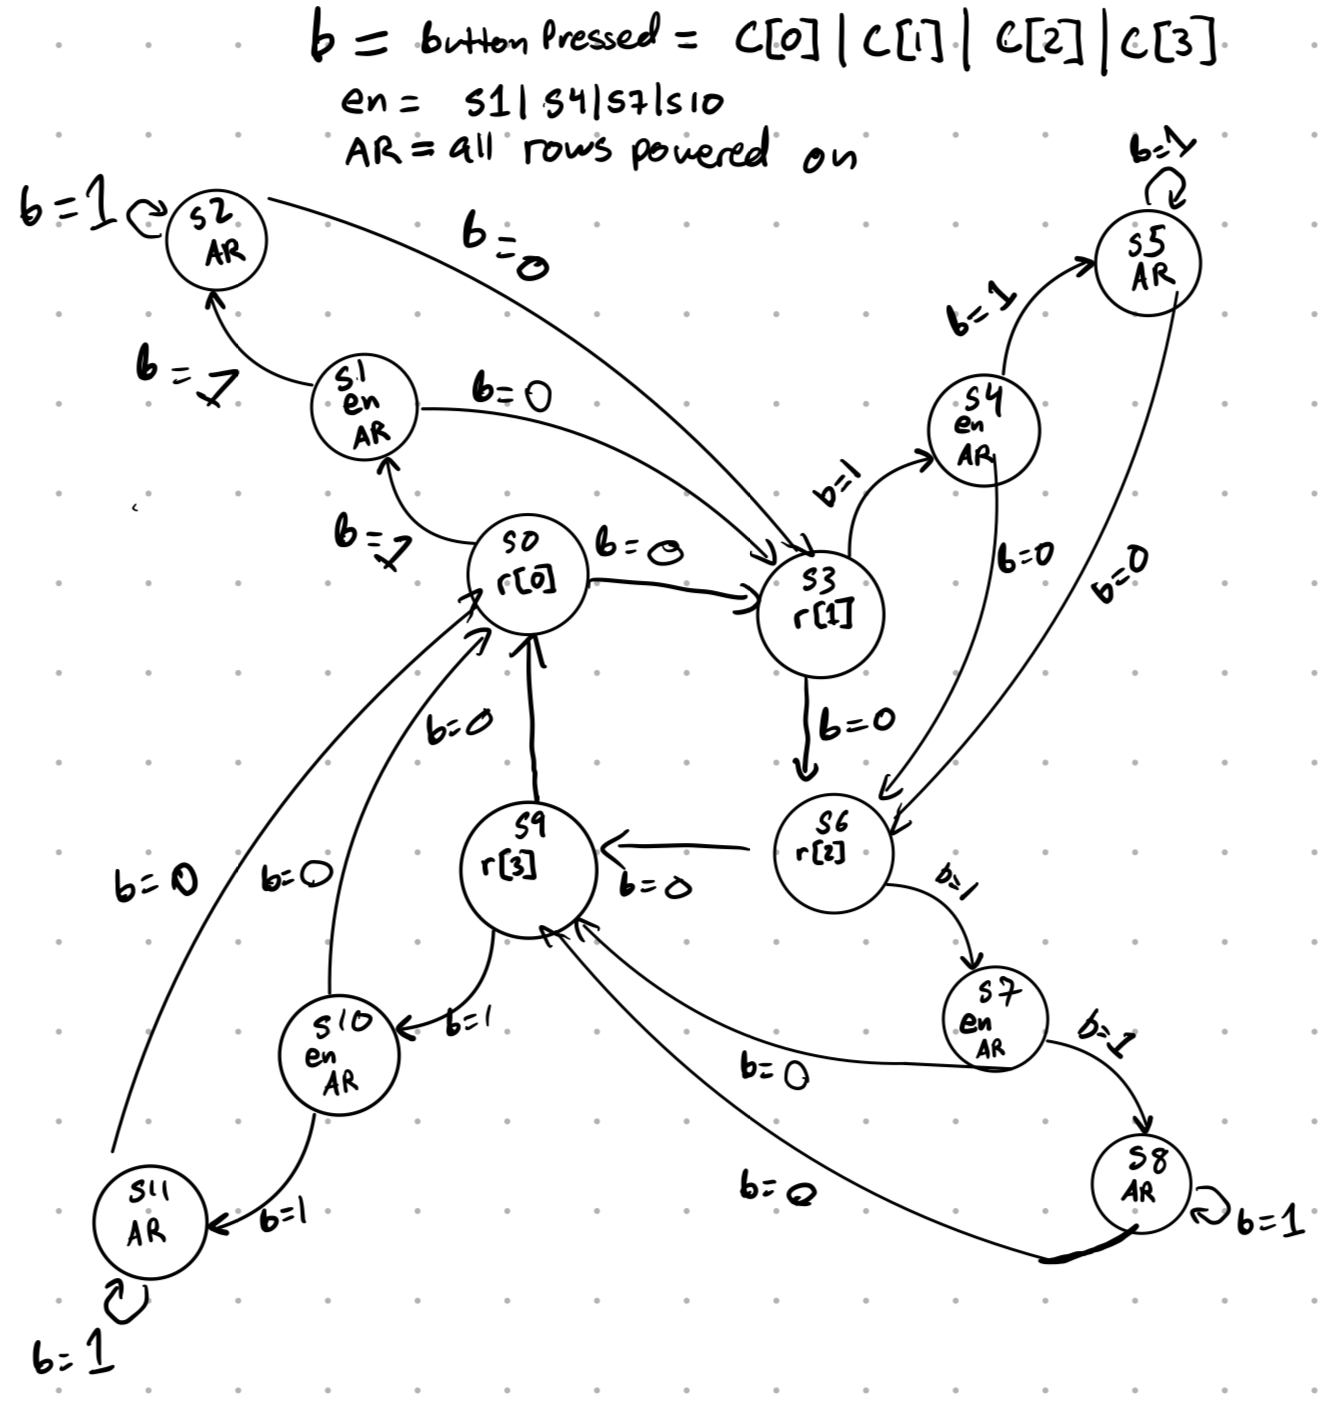 b = button Pressed = C[0] | C[1] | C[2] | C[3]
en = S1 | S4 | S7 | S10
AR = all rows powered on
b=1
S2
AR
b=0
b=1
S5
AR
b=1
b=1
S1
en
AR
b=0
S4
en
AR
b=1
b=1
S0
r[0]
b=0
S3
r[1]
b=0
b=0
b=0
b=0
S9
r[3]
b=0
S6
r[2]
b=1
b=0
b=0
S10
en
AR
b=1
b=0
S7
en
AR
b=1
S11
AR
b=1
b=0
S8
AR
b=1
b=1